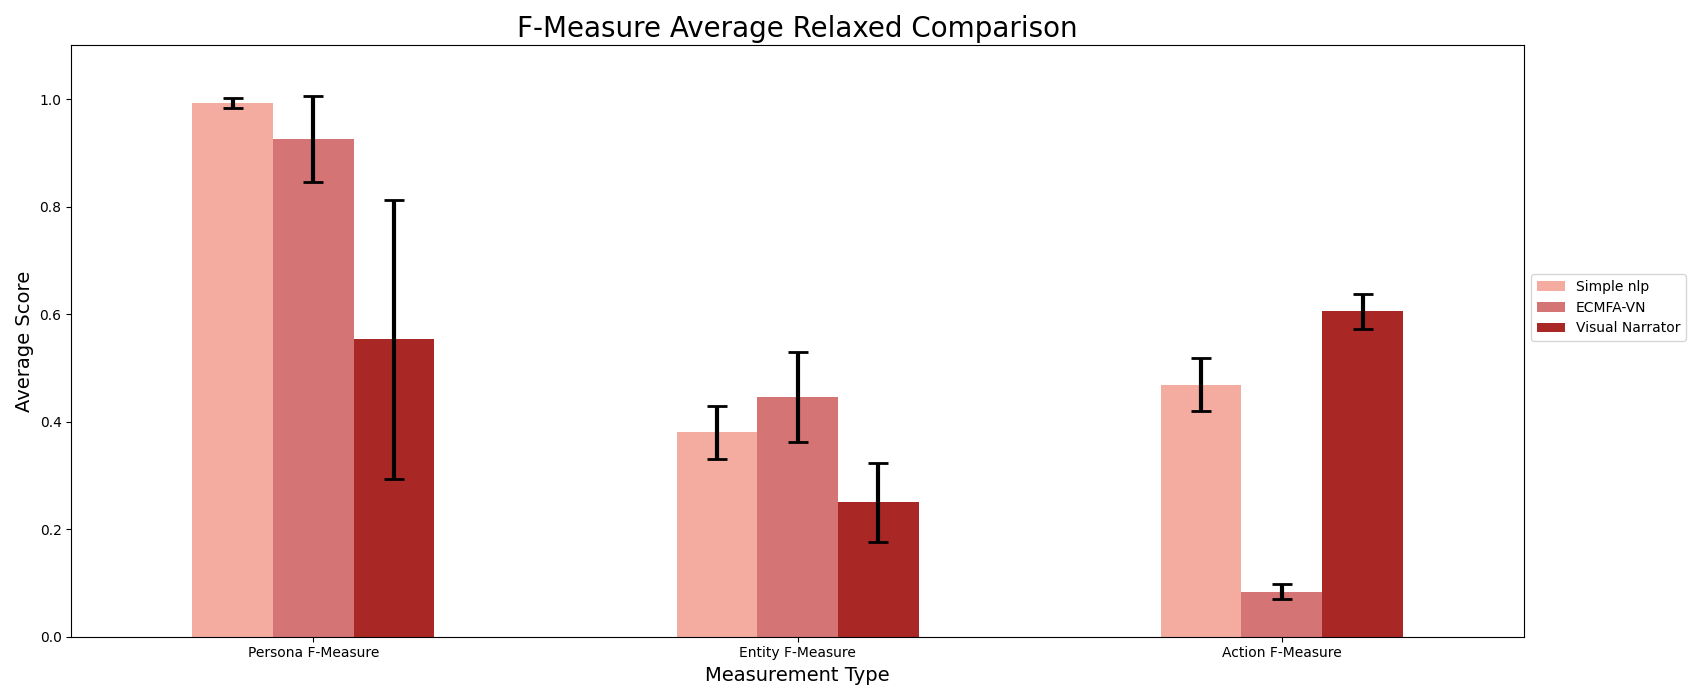 F-Measure Average Relaxed Comparison
Average Score
1.0
0.8
0.6
0.4
0.2
0.0
Persona F-Measure
Entity F-Measure
Action F-Measure
Measurement Type
Simple nlp
ECMFA-VN
Visual Narrator